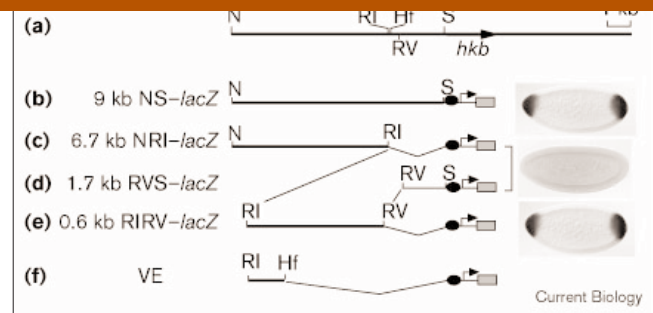 (a) N RI Hf S
RV hkb
(b) 9 kb NS–lacZ N S
(c) 6.7 kb NRI–lacZ N RI
(d) 1.7 kb RVS–lacZ RV S
(e) 0.6 kb RIRV–lacZ RI RV
(f) VE RI Hf
Current Biology